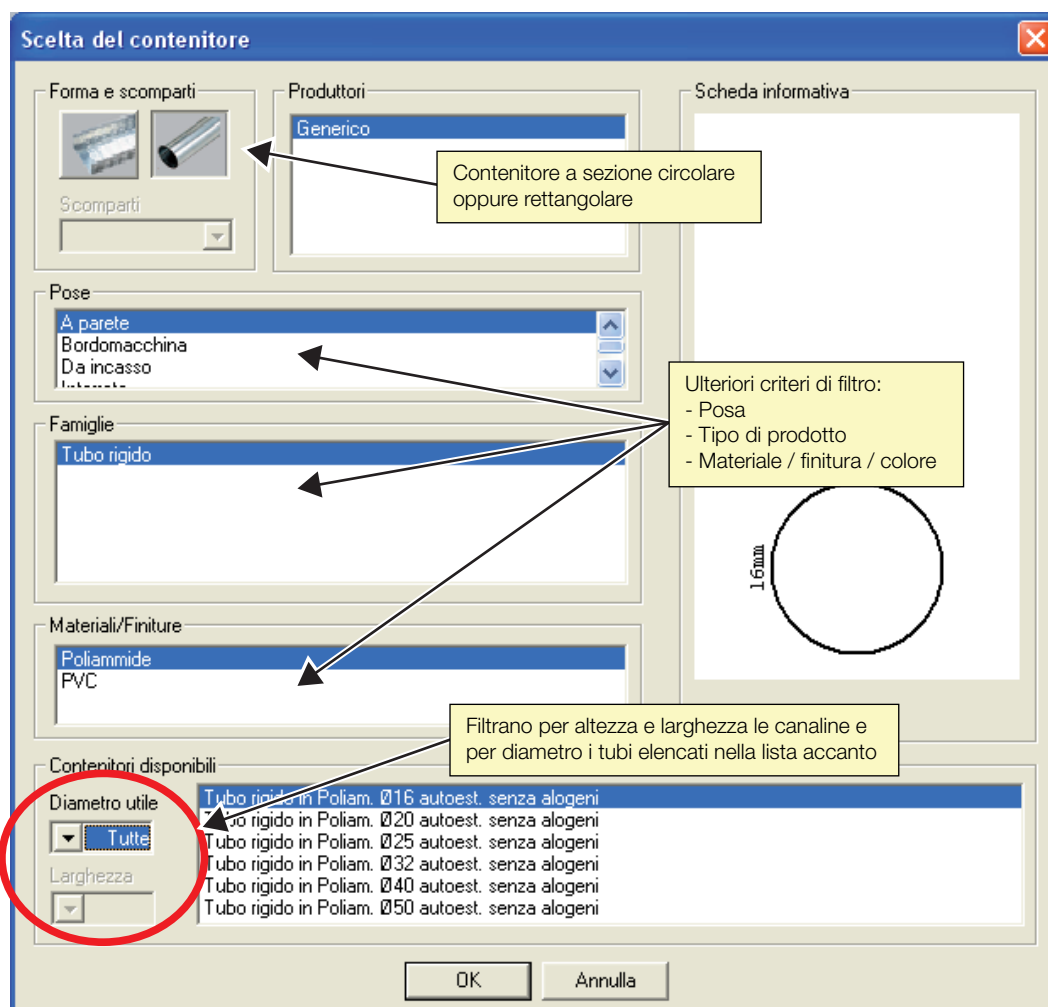 Scelta del contenitore
Forma e scomparti
Scomparti
Produttori
Generico
Contenitore a sezione circolare
oppure rettangolare
Scheda informativa
16mm
Pose
A parete
Bordomacchina
Da incasso
Ulteriori criteri di filtro:
- Posa
- Tipo di prodotto
- Materiale / finitura / colore
Famiglie
Tubo rigido
Materiali/Finiture
Poliammide
PVC
Filtrano per altezza e larghezza le canaline e
per diametro i tubi elencati nella lista accanto
Contenitori disponibili
Diametro utile
Tutte
Larghezza
Tubo rigido in Poliam. Ø16 autoest. senza alogeni
Tubo rigido in Poliam. Ø20 autoest. senza alogeni
Tubo rigido in Poliam. Ø25 autoest. senza alogeni
Tubo rigido in Poliam. Ø32 autoest. senza alogeni
Tubo rigido in Poliam. Ø40 autoest. senza alogeni
Tubo rigido in Poliam. Ø50 autoest. senza alogeni
OK
Annulla